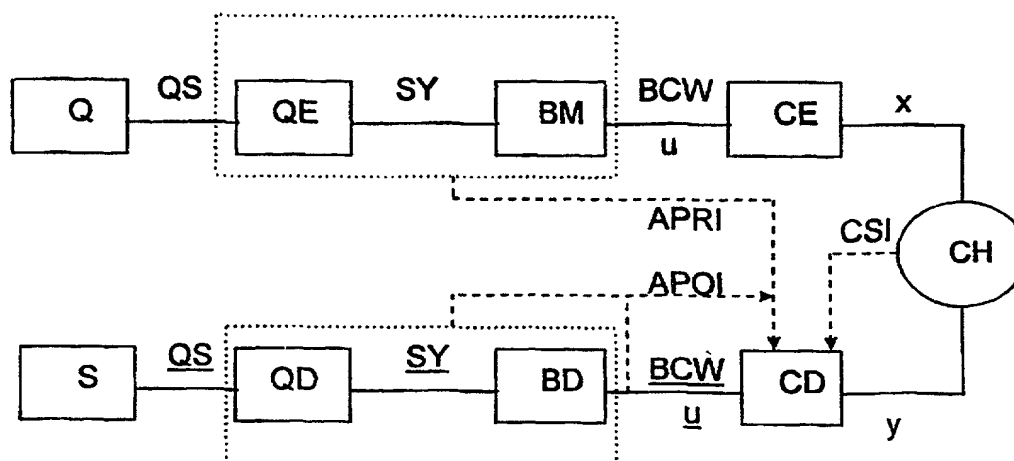 QS SY BCW
Q QE BM CE x
u
APRI
CSI CH
APOI
QS SY BCW
S QD BD CD
u y